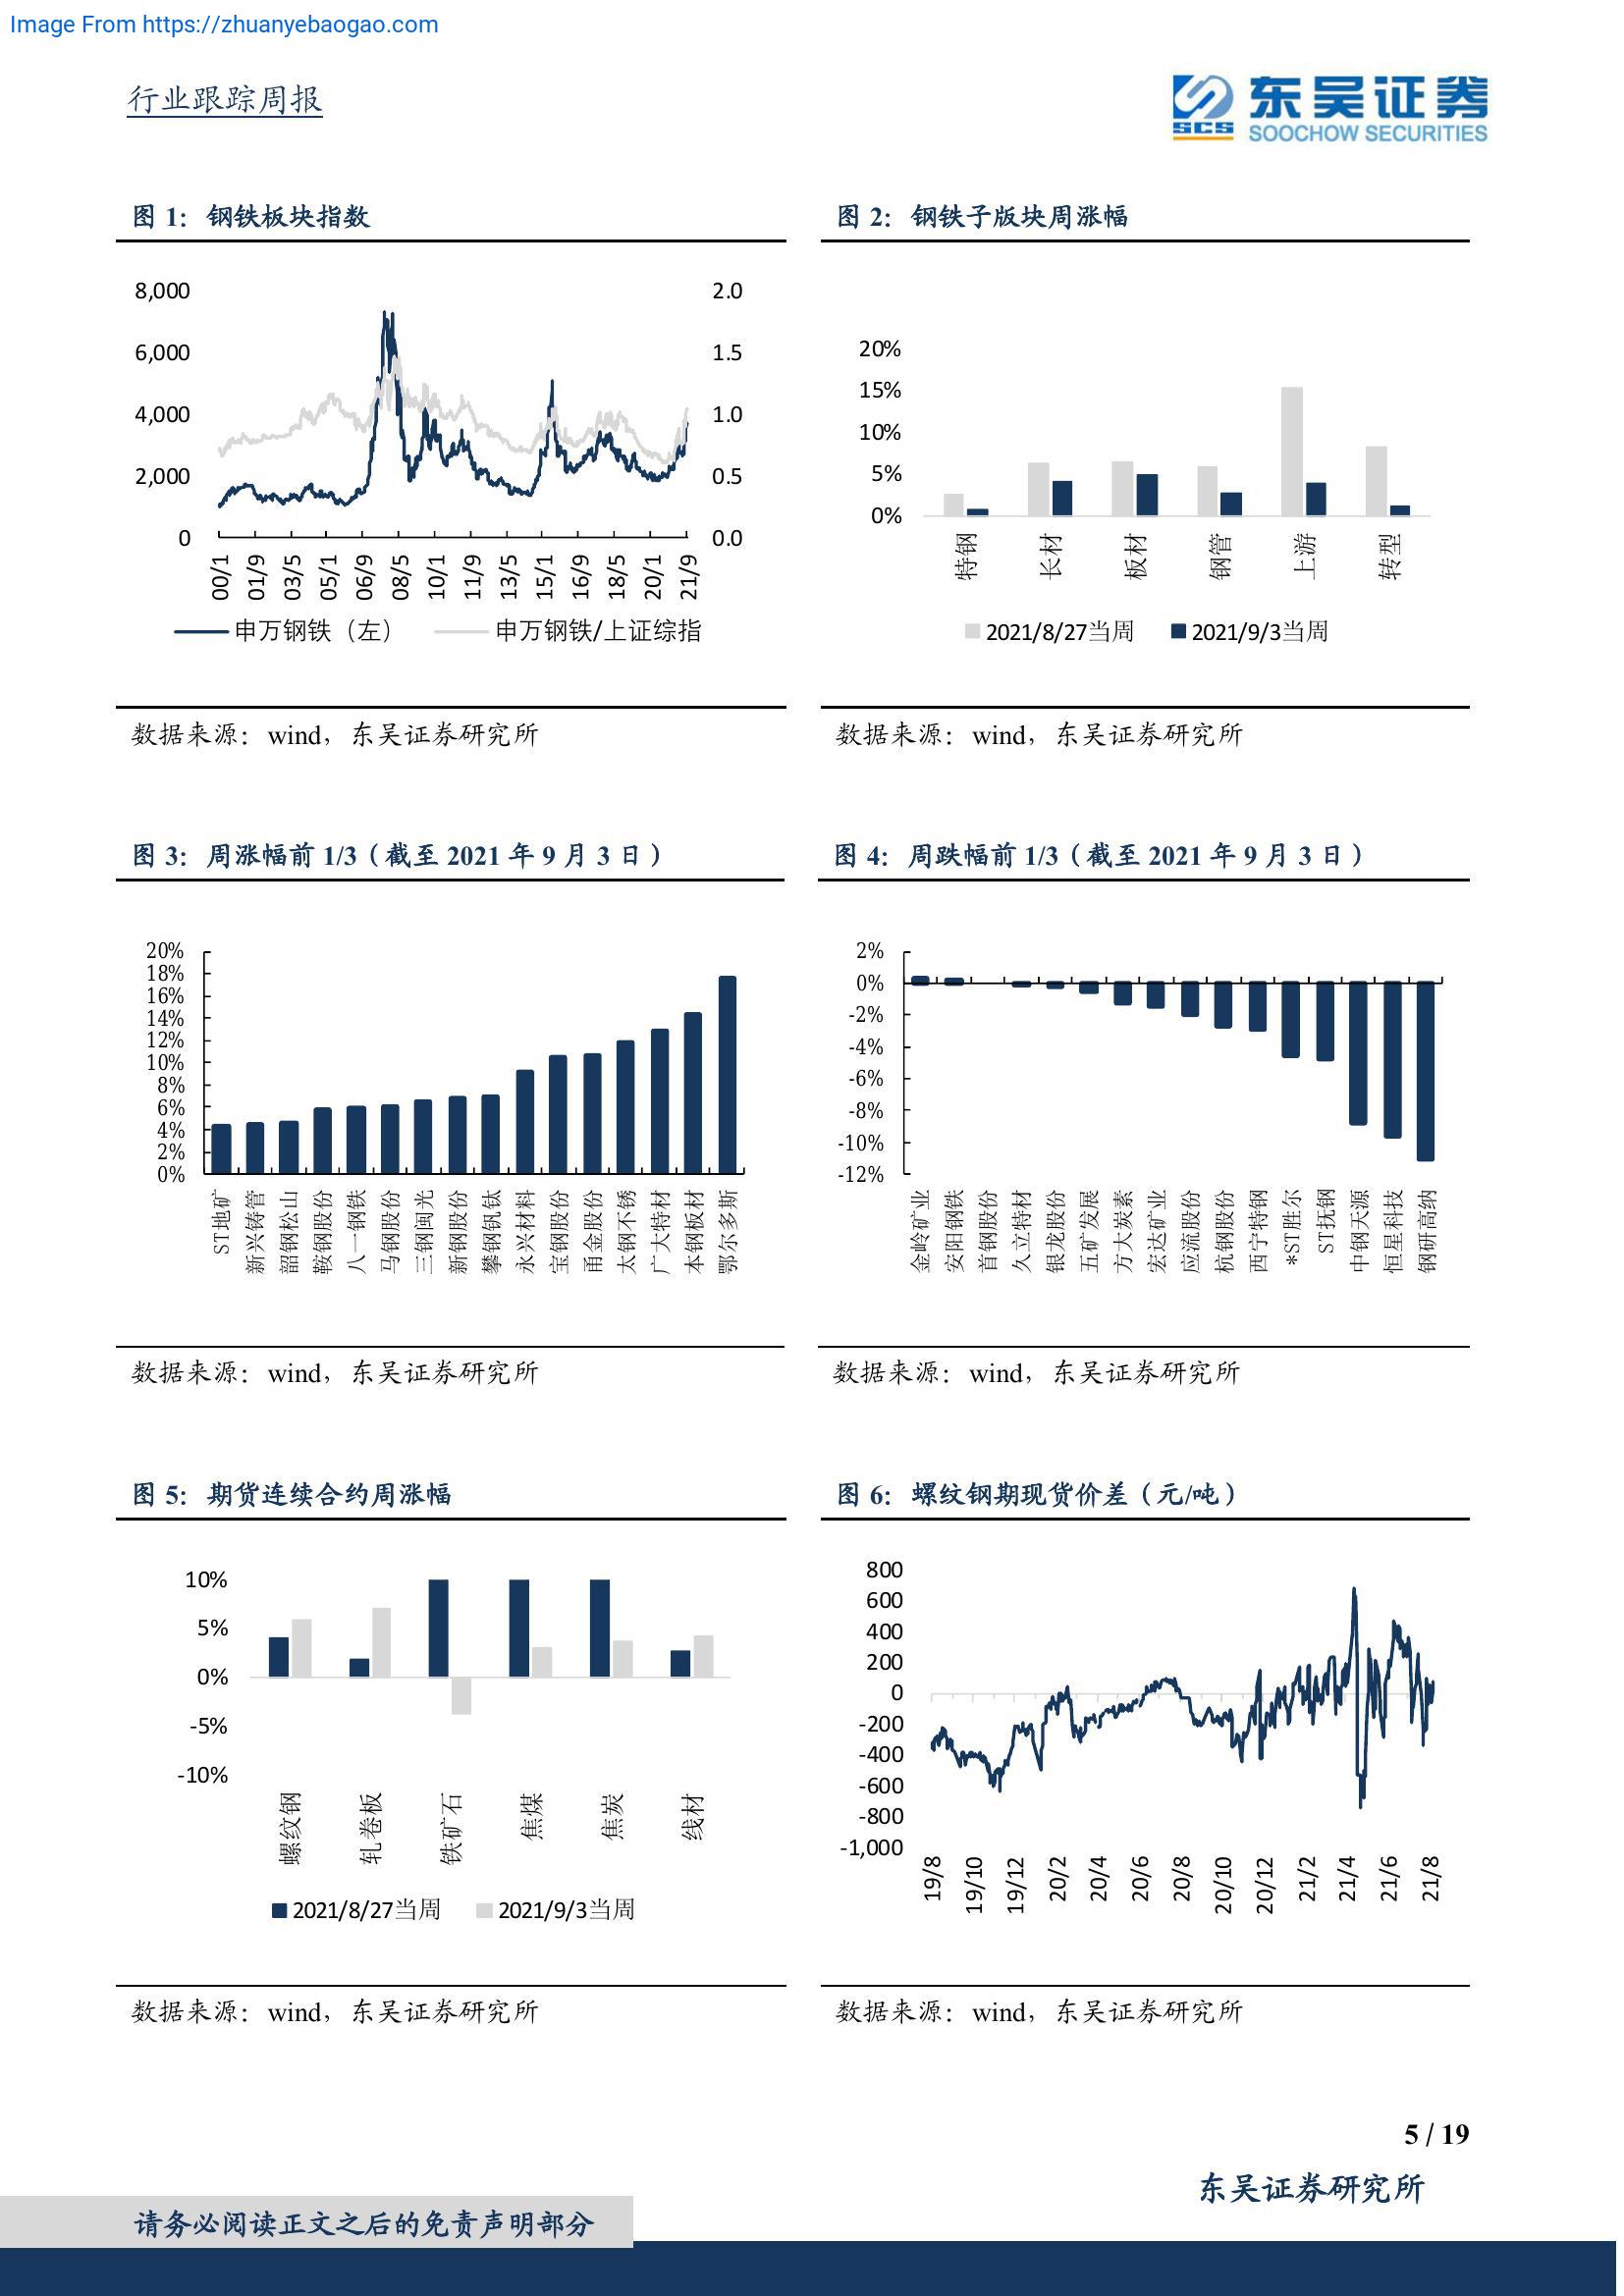 Image From https://zhuanyebaogao.com
行业跟踪周报
SCS
东吴证券
SOOCHOW SECURITIES
图 1：钢铁板块指数
8,000
6,000
4,000
2,000
0
2.0
1.5
1.0
0.5
0.0
00/1
01/9
03/5
05/1
06/9
08/5
10/1
11/9
13/5
15/1
16/9
18/5
20/1
21/9
申万钢铁（左）
申万钢铁/上证综指
数据来源：wind，东吴证券研究所
图 2：钢铁子版块周涨幅
20%
15%
10%
5%
0%
特钢
长材
板材
钢管
上游
转型
2021/8/27当周
2021/9/3当周
数据来源：wind，东吴证券研究所
图 3：周涨幅前 1/3（截至 2021 年 9 月 3 日）
20%
18%
16%
14%
12%
10%
8%
6%
4%
2%
0%
ST地矿
新兴铸管
韶钢松山
鞍钢股份
八一钢铁
马钢股份
三钢闽光
新钢股份
攀钢钒钛
永兴材料
宝钢股份
甬金股份
太钢不锈
广大特材
本钢板材
鄂尔多斯
数据来源：wind，东吴证券研究所
图 4：周跌幅前 1/3（截至 2021 年 9 月 3 日）
2%
0%
-2%
-4%
-6%
-8%
-10%
-12%
金岭矿业
安阳钢铁
首钢股份
久立特材
银龙股份
五矿发展
方大炭素
宏达矿业
应流股份
杭钢股份
西宁特钢
*ST胜尔
ST抚钢
中钢天源
恒星科技
钢研高纳
数据来源：wind，东吴证券研究所
图 5：期货连续合约周涨幅
10%
5%
0%
-5%
-10%
螺纹钢
轧卷板
铁矿石
焦煤
焦炭
线材
2021/8/27当周
2021/9/3当周
数据来源：wind，东吴证券研究所
图 6：螺纹钢期现货价差（元/吨）
800
600
400
200
0
-200
-400
-600
-800
-1,000
19/8
19/10
19/12
20/2
20/4
20/6
20/8
20/10
20/12
21/2
21/4
21/6
21/8
数据来源：wind，东吴证券研究所
5 / 19
东吴证券研究所
请务必阅读正文之后的免责声明部分